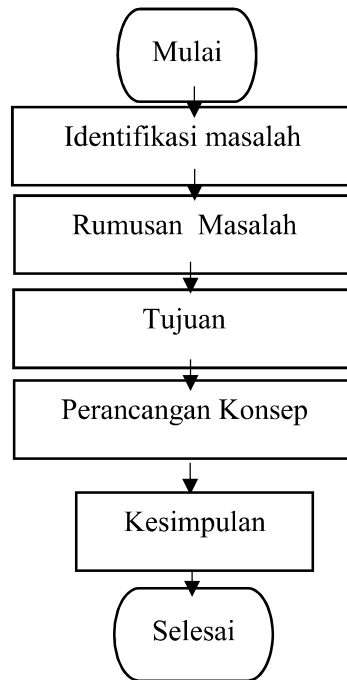 Mulai
Identifikasi masalah
Rumusan Masalah
Tujuan
Perancangan Konsep
Kesimpulan
Selesai